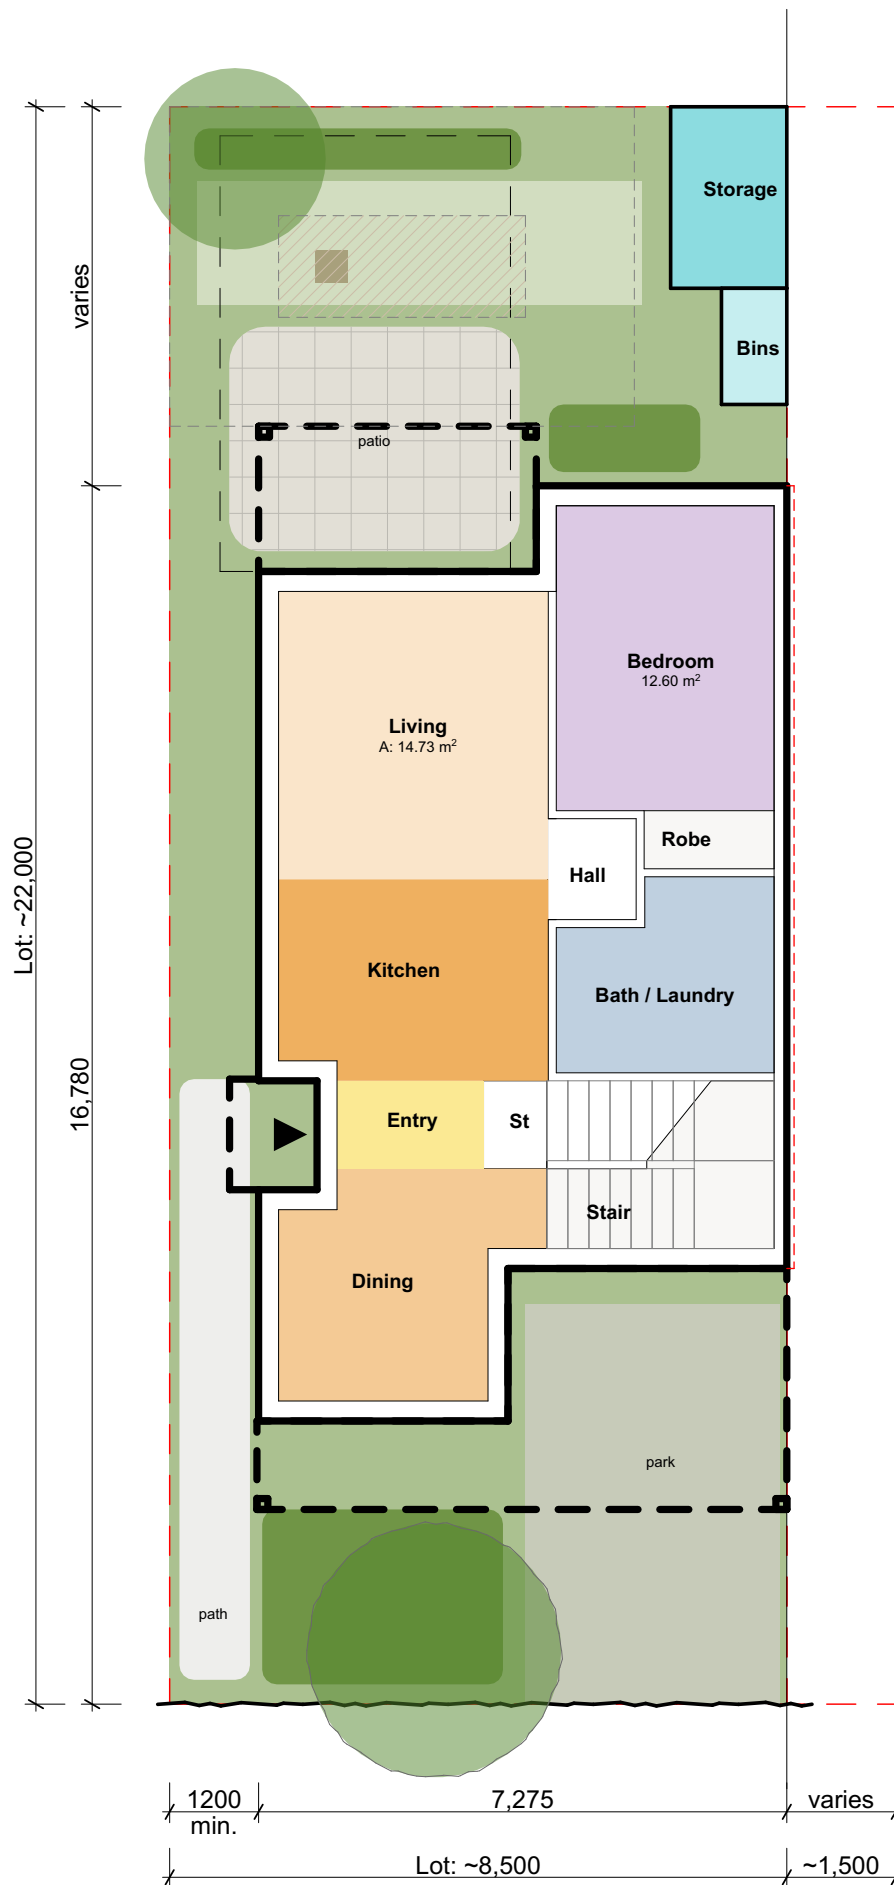 Storage
Bins
varies
patio
Bedroom
12.60 m²
Living
A: 14.73 m²
Robe
Hall
Lot: ~22,000
Kitchen
Bath / Laundry
16,780
Entry
St
Stair
Dining
park
path
1200
min.
7,275
varies
Lot: ~8,500
~1,500